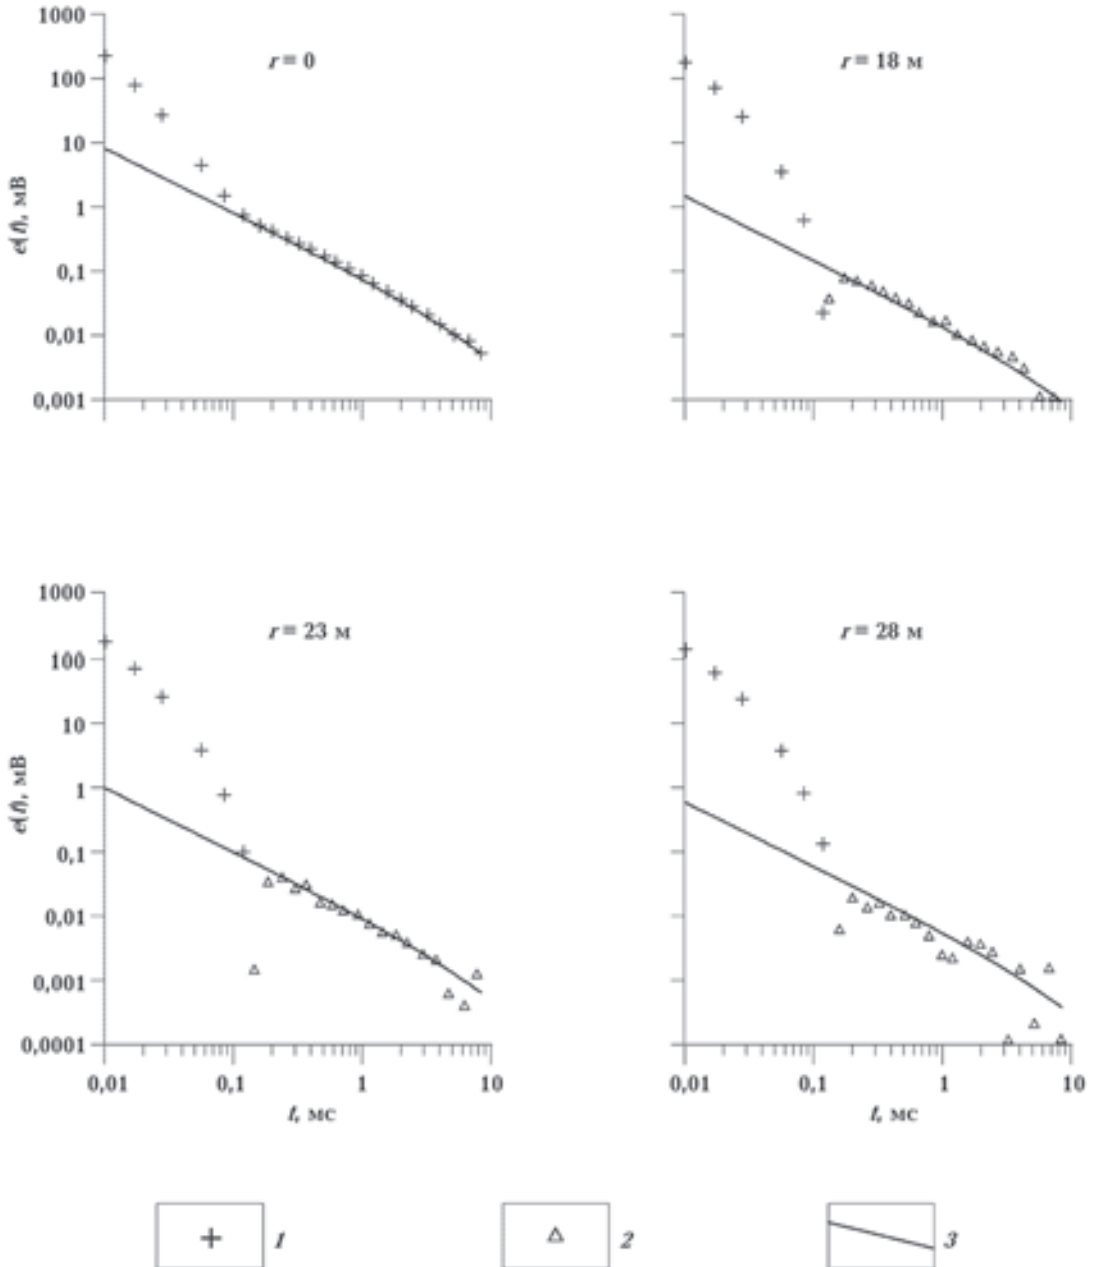 1000
100
10
1
0,1
0,01
0,001
e(t), мВ
r = 0
r = 18 м
1000
100
10
1
0,1
0,01
0,001
0,0001
e(t), мВ
r = 23 м
r = 28 м
0,01 0,1 1 10
t, мс
0,01 0,1 1 10
t, мс
1
2
3